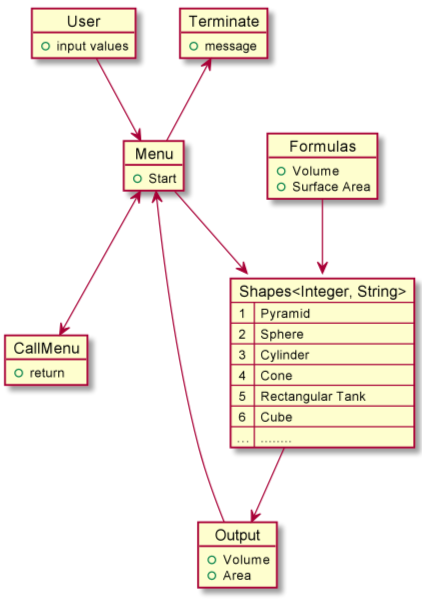 User
input values
Terminate
message
Menu
Start
Formulas
Volume
Surface Area
Shapes<Integer, String>
1 Pyramid
2 Sphere
3 Cylinder
4 Cone
5 Rectangular Tank
6 Cube
... ........
CallMenu
return
Output
Volume
Area